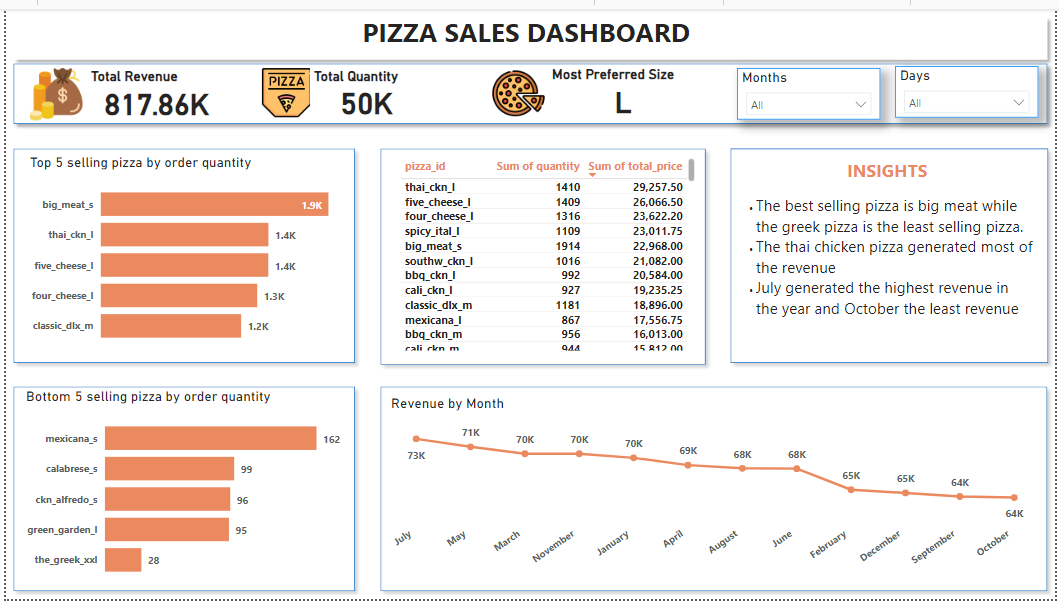 PIZZA SALES DASHBOARD
Total Revenue
817.86K
PIZZA
Total Quantity
50K
Most Preferred Size
L
Months
All
Days
All
Top 5 selling pizza by order quantity
big_meat_s 1.9K
thai_ckn_l 1.4K
five_cheese_l 1.4K
four_cheese_l 1.3K
classic_dlx_m 1.2K
pizza_id Sum of quantity Sum of total_price
thai_ckn_l 1410 29,257.50
five_cheese_l 1409 26,066.50
four_cheese_l 1316 23,622.20
spicy_ital_l 1109 23,011.75
big_meat_s 1914 22,968.00
southw_ckn_l 1016 21,082.00
bbq_ckn_l 992 20,584.00
cali_ckn_l 927 19,235.25
classic_dlx_m 1181 18,896.00
mexicana_l 867 17,556.75
bbq_ckn_m 956 16,013.00
cali_ckn_m 944 15,812.00
INSIGHTS
• The best selling pizza is big meat while
the greek pizza is the least selling pizza.
• The thai chicken pizza generated most of
the revenue
• July generated the highest revenue in
the year and October the least revenue
Bottom 5 selling pizza by order quantity
mexicana_s 162
calabrese_s 99
ckn_alfredo_s 96
green_garden_l 95
the_greek_xxl 28
Revenue by Month
73K 71K 70K 70K 70K 69K 68K 68K 65K 65K 64K 64K
July May March November January April August June February December September October